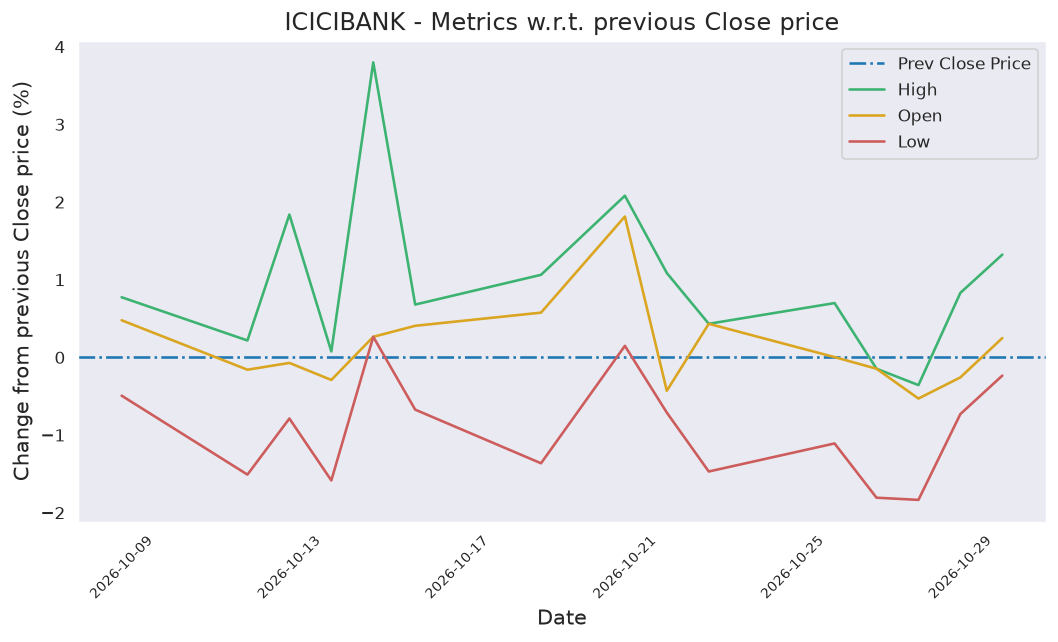 ICICIBANK - Metrics w.r.t. previous Close price
Change from previous Close price (%)
4
3
2
1
0
−1
−2
Prev Close Price
High
Open
Low
2026-10-09
2026-10-13
2026-10-17
2026-10-21
2026-10-25
2026-10-29
Date